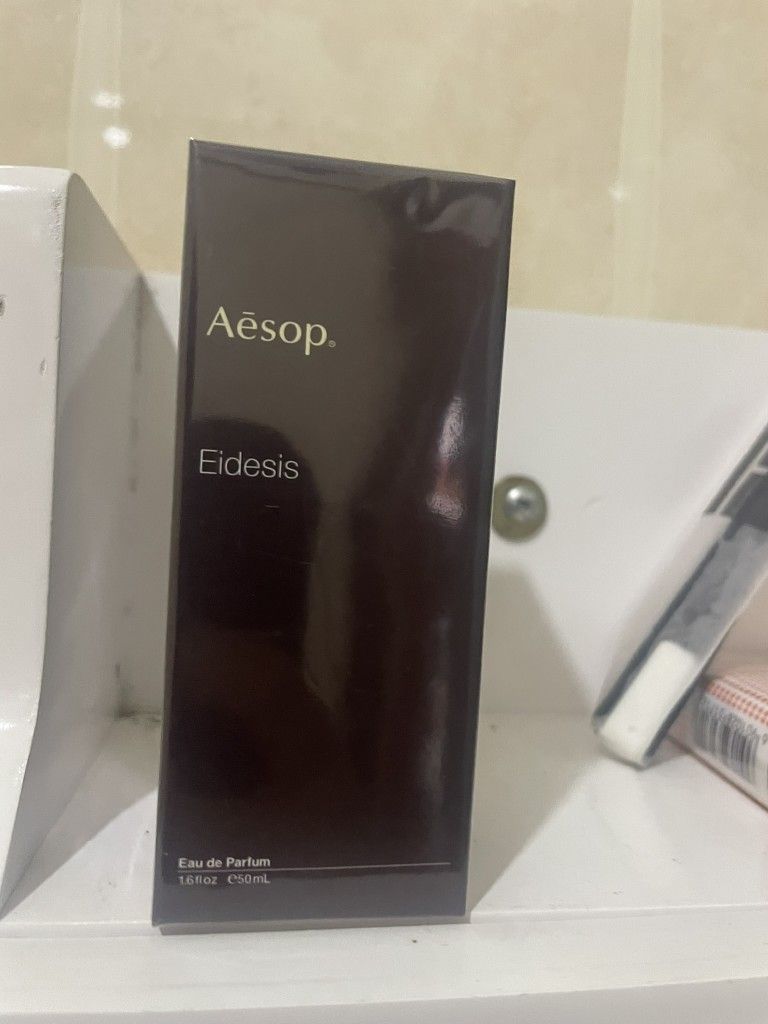 Aēsop®
Eidesis
Eau de Parfum
1.6 fl oz ℮50mL